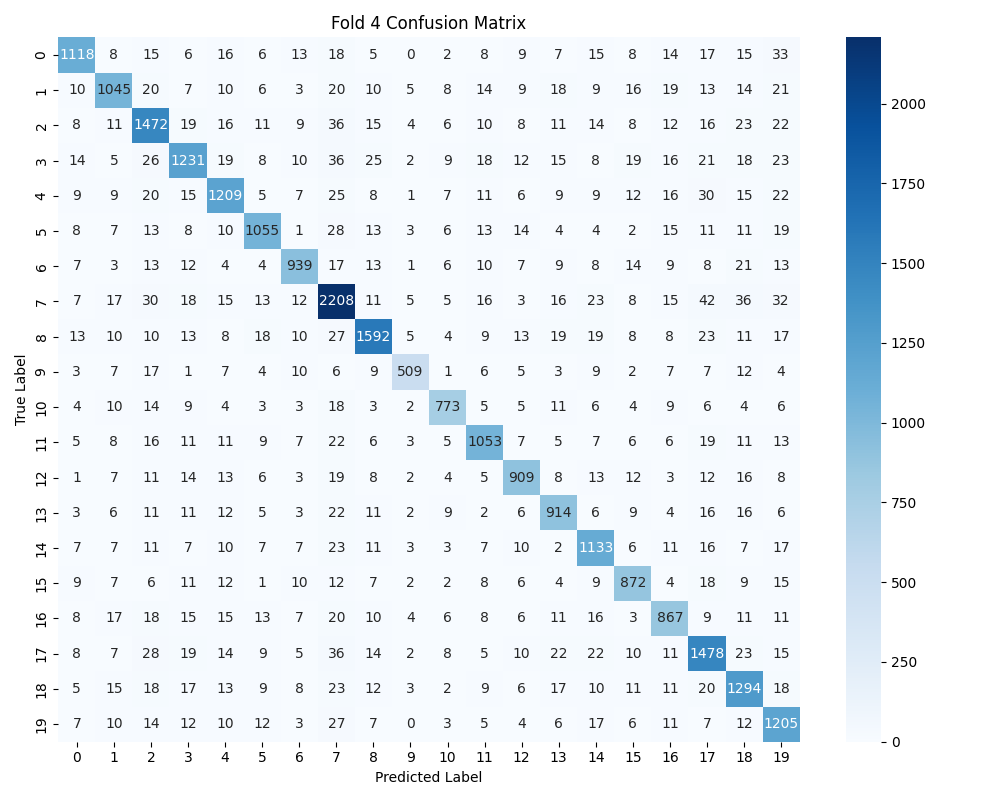 Fold 4 Confusion Matrix
0 1118 8 15 6 16 6 13 18 5 0 2 8 9 7 15 8 14 17 15 33
1 10 1045 20 7 10 6 3 20 10 5 8 14 9 18 9 16 19 13 14 21
2 8 11 1472 19 16 11 9 36 15 4 6 10 8 11 14 8 12 16 23 22
3 14 5 26 1231 19 8 10 36 25 2 9 18 12 15 8 19 16 21 18 23
4 9 9 20 15 1209 5 7 25 8 1 7 11 6 9 9 12 16 30 15 22
5 8 7 13 8 10 1055 1 28 13 3 6 13 14 4 4 2 15 11 11 19
6 7 3 13 12 4 4 939 17 13 1 6 10 7 9 8 14 9 8 21 13
7 7 17 30 18 15 13 12 2208 11 5 5 16 3 16 23 8 15 42 36 32
8 13 10 10 13 8 18 10 27 1592 5 4 9 13 19 19 8 8 23 11 17
9 3 7 17 1 7 4 10 6 9 509 1 6 5 3 9 2 7 7 12 4
10 4 10 14 9 4 3 3 18 3 2 773 5 5 11 6 4 9 6 4 6
11 5 8 16 11 11 9 7 22 6 3 5 1053 7 5 7 6 6 19 11 13
12 1 7 11 14 13 6 3 19 8 2 4 5 909 8 13 12 3 12 16 8
13 3 6 11 11 12 5 3 22 11 2 9 2 6 914 6 9 4 16 16 6
14 7 7 11 7 10 7 7 23 11 3 3 7 10 2 1133 6 11 16 7 17
15 9 7 6 11 12 1 10 12 7 2 2 8 6 4 9 872 4 18 9 15
16 8 17 18 15 15 13 7 20 10 4 6 8 6 11 16 3 867 9 11 11
17 8 7 28 19 14 9 5 36 14 2 8 5 10 22 22 10 11 1478 23 15
18 5 15 18 17 13 9 8 23 12 3 2 9 6 17 10 11 11 20 1294 18
19 7 10 14 12 10 12 3 27 7 0 3 5 4 6 17 6 11 7 12 1205
0 1 2 3 4 5 6 7 8 9 10 11 12 13 14 15 16 17 18 19
Predicted Label
True Label
2000
1750
1500
1250
1000
750
500
250
0